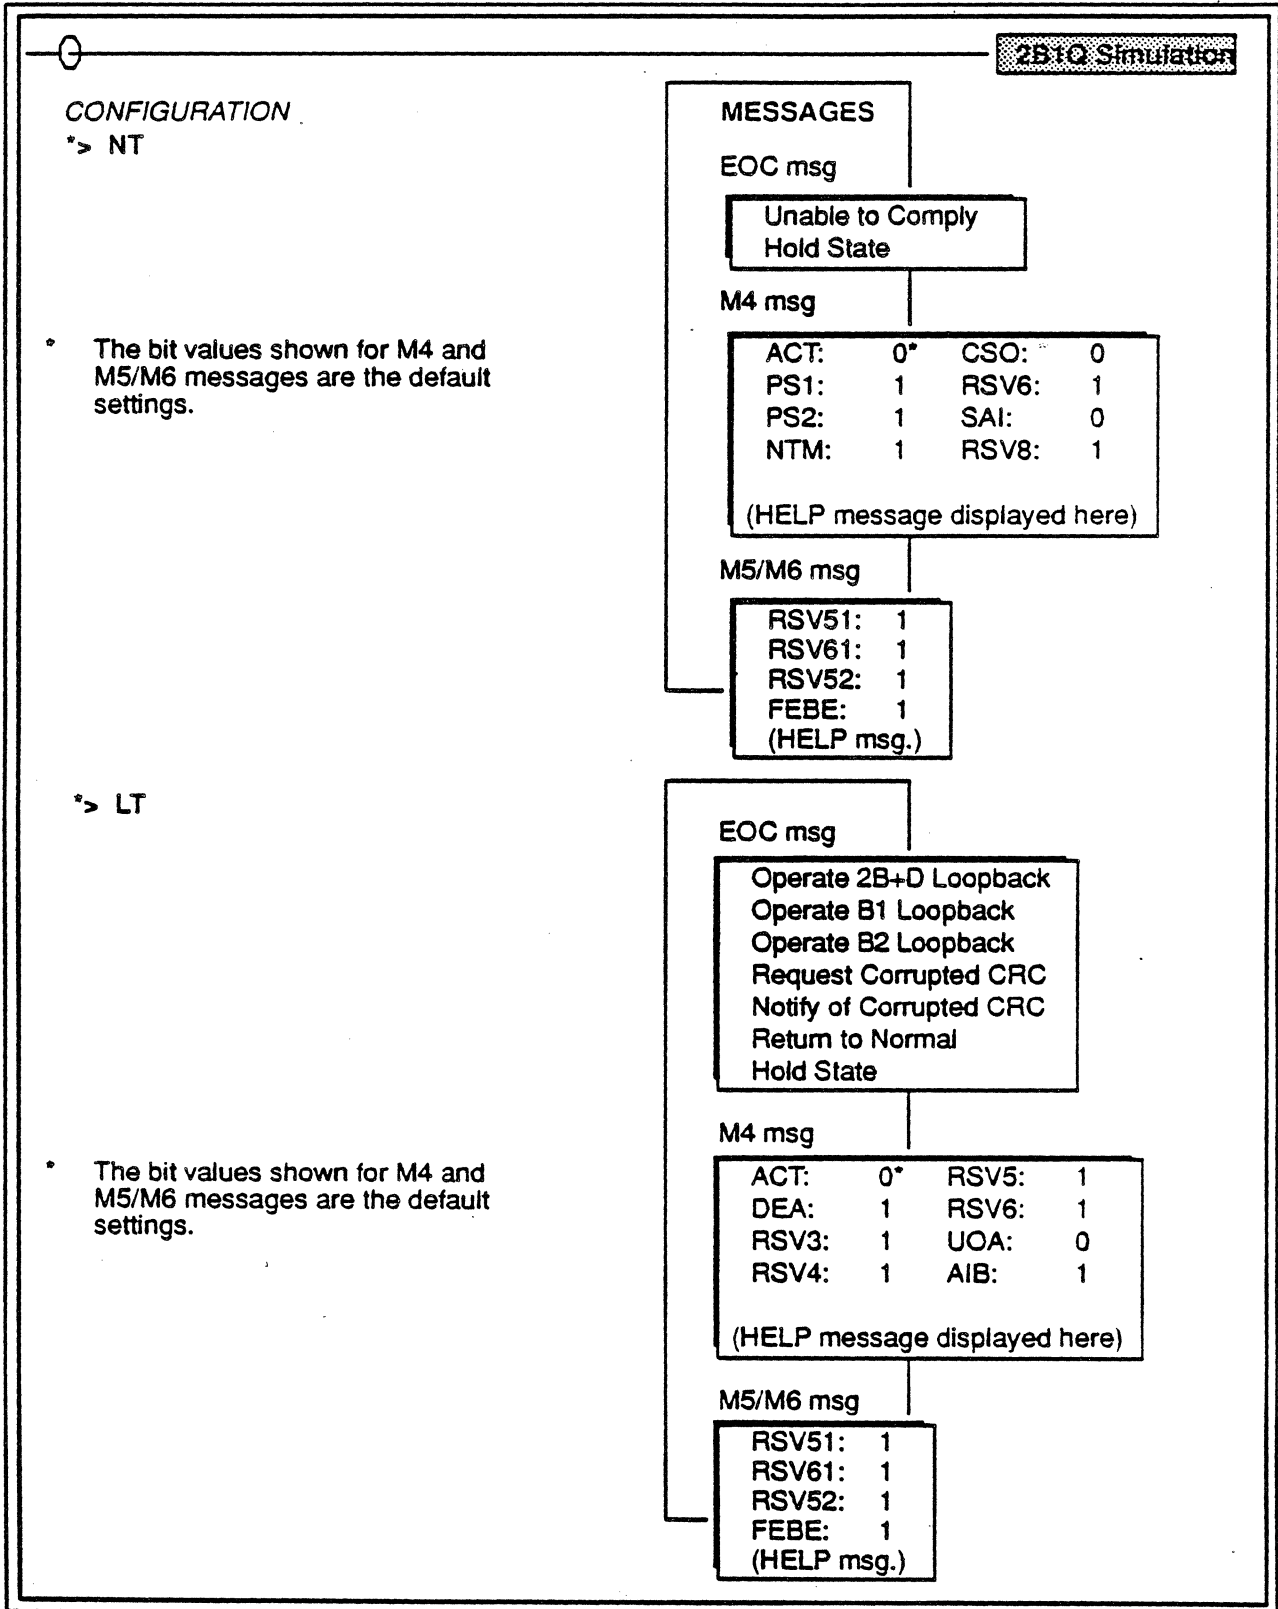 2B1Q Simulation
CONFIGURATION
*> NT
* The bit values shown for M4 and
M5/M6 messages are the default
settings.
MESSAGES
EOC msg
Unable to Comply
Hold State
M4 msg
ACT: 0* CSO: 0
PS1: 1 RSV6: 1
PS2: 1 SAI: 0
NTM: 1 RSV8: 1
(HELP message displayed here)
M5/M6 msg
RSV51: 1
RSV61: 1
RSV52: 1
FEBE: 1
(HELP msg.)
*> LT
* The bit values shown for M4 and
M5/M6 messages are the default
settings.
EOC msg
Operate 2B+D Loopback
Operate B1 Loopback
Operate B2 Loopback
Request Corrupted CRC
Notify of Corrupted CRC
Return to Normal
Hold State
M4 msg
ACT: 0* RSV5: 1
DEA: 1 RSV6: 1
RSV3: 1 UOA: 0
RSV4: 1 AIB: 1
(HELP message displayed here)
M5/M6 msg
RSV51: 1
RSV61: 1
RSV52: 1
FEBE: 1
(HELP msg.)